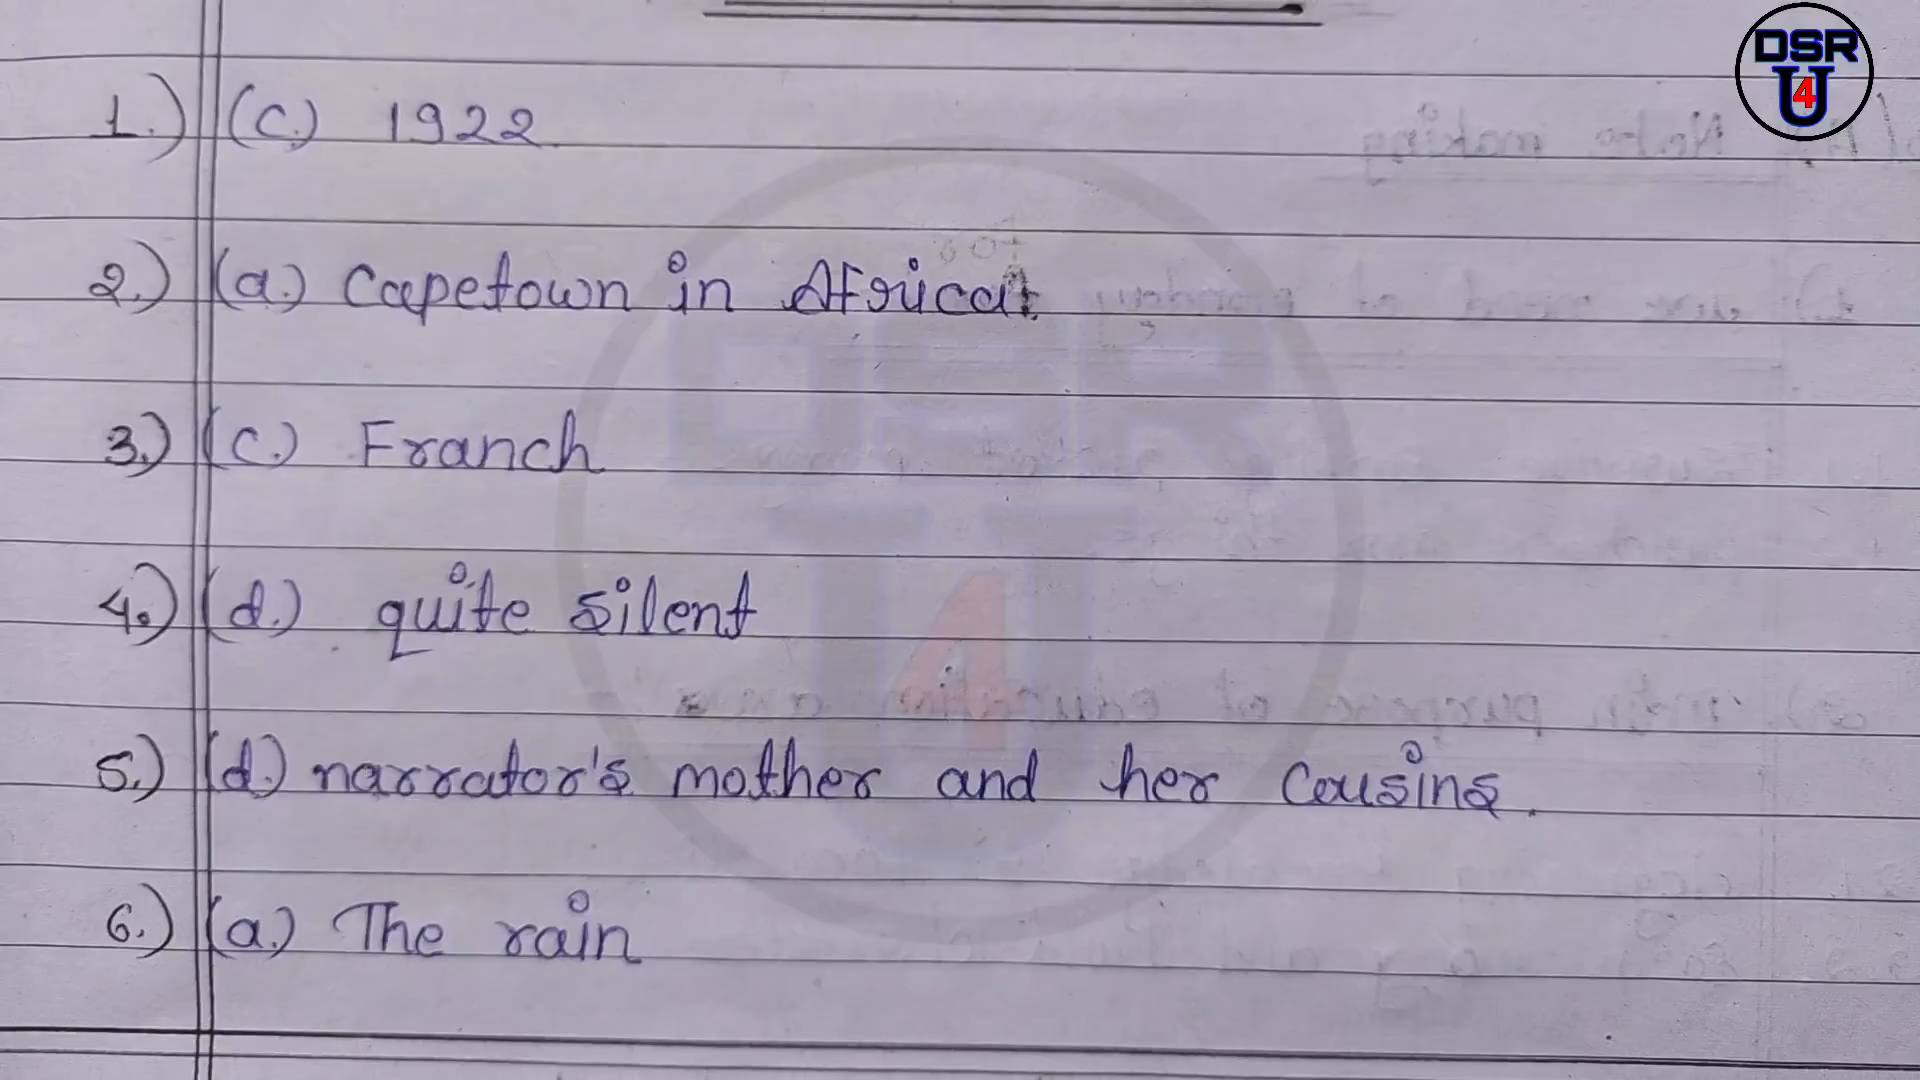 DSR
U
4
1.) (c.) 1922
2.) (a.) Capetown in Africa
3.) (c.) Franch
4.) (d.) quite silent
5.) (d.) narrator's mother and her cousins.
6.) (a.) The rain